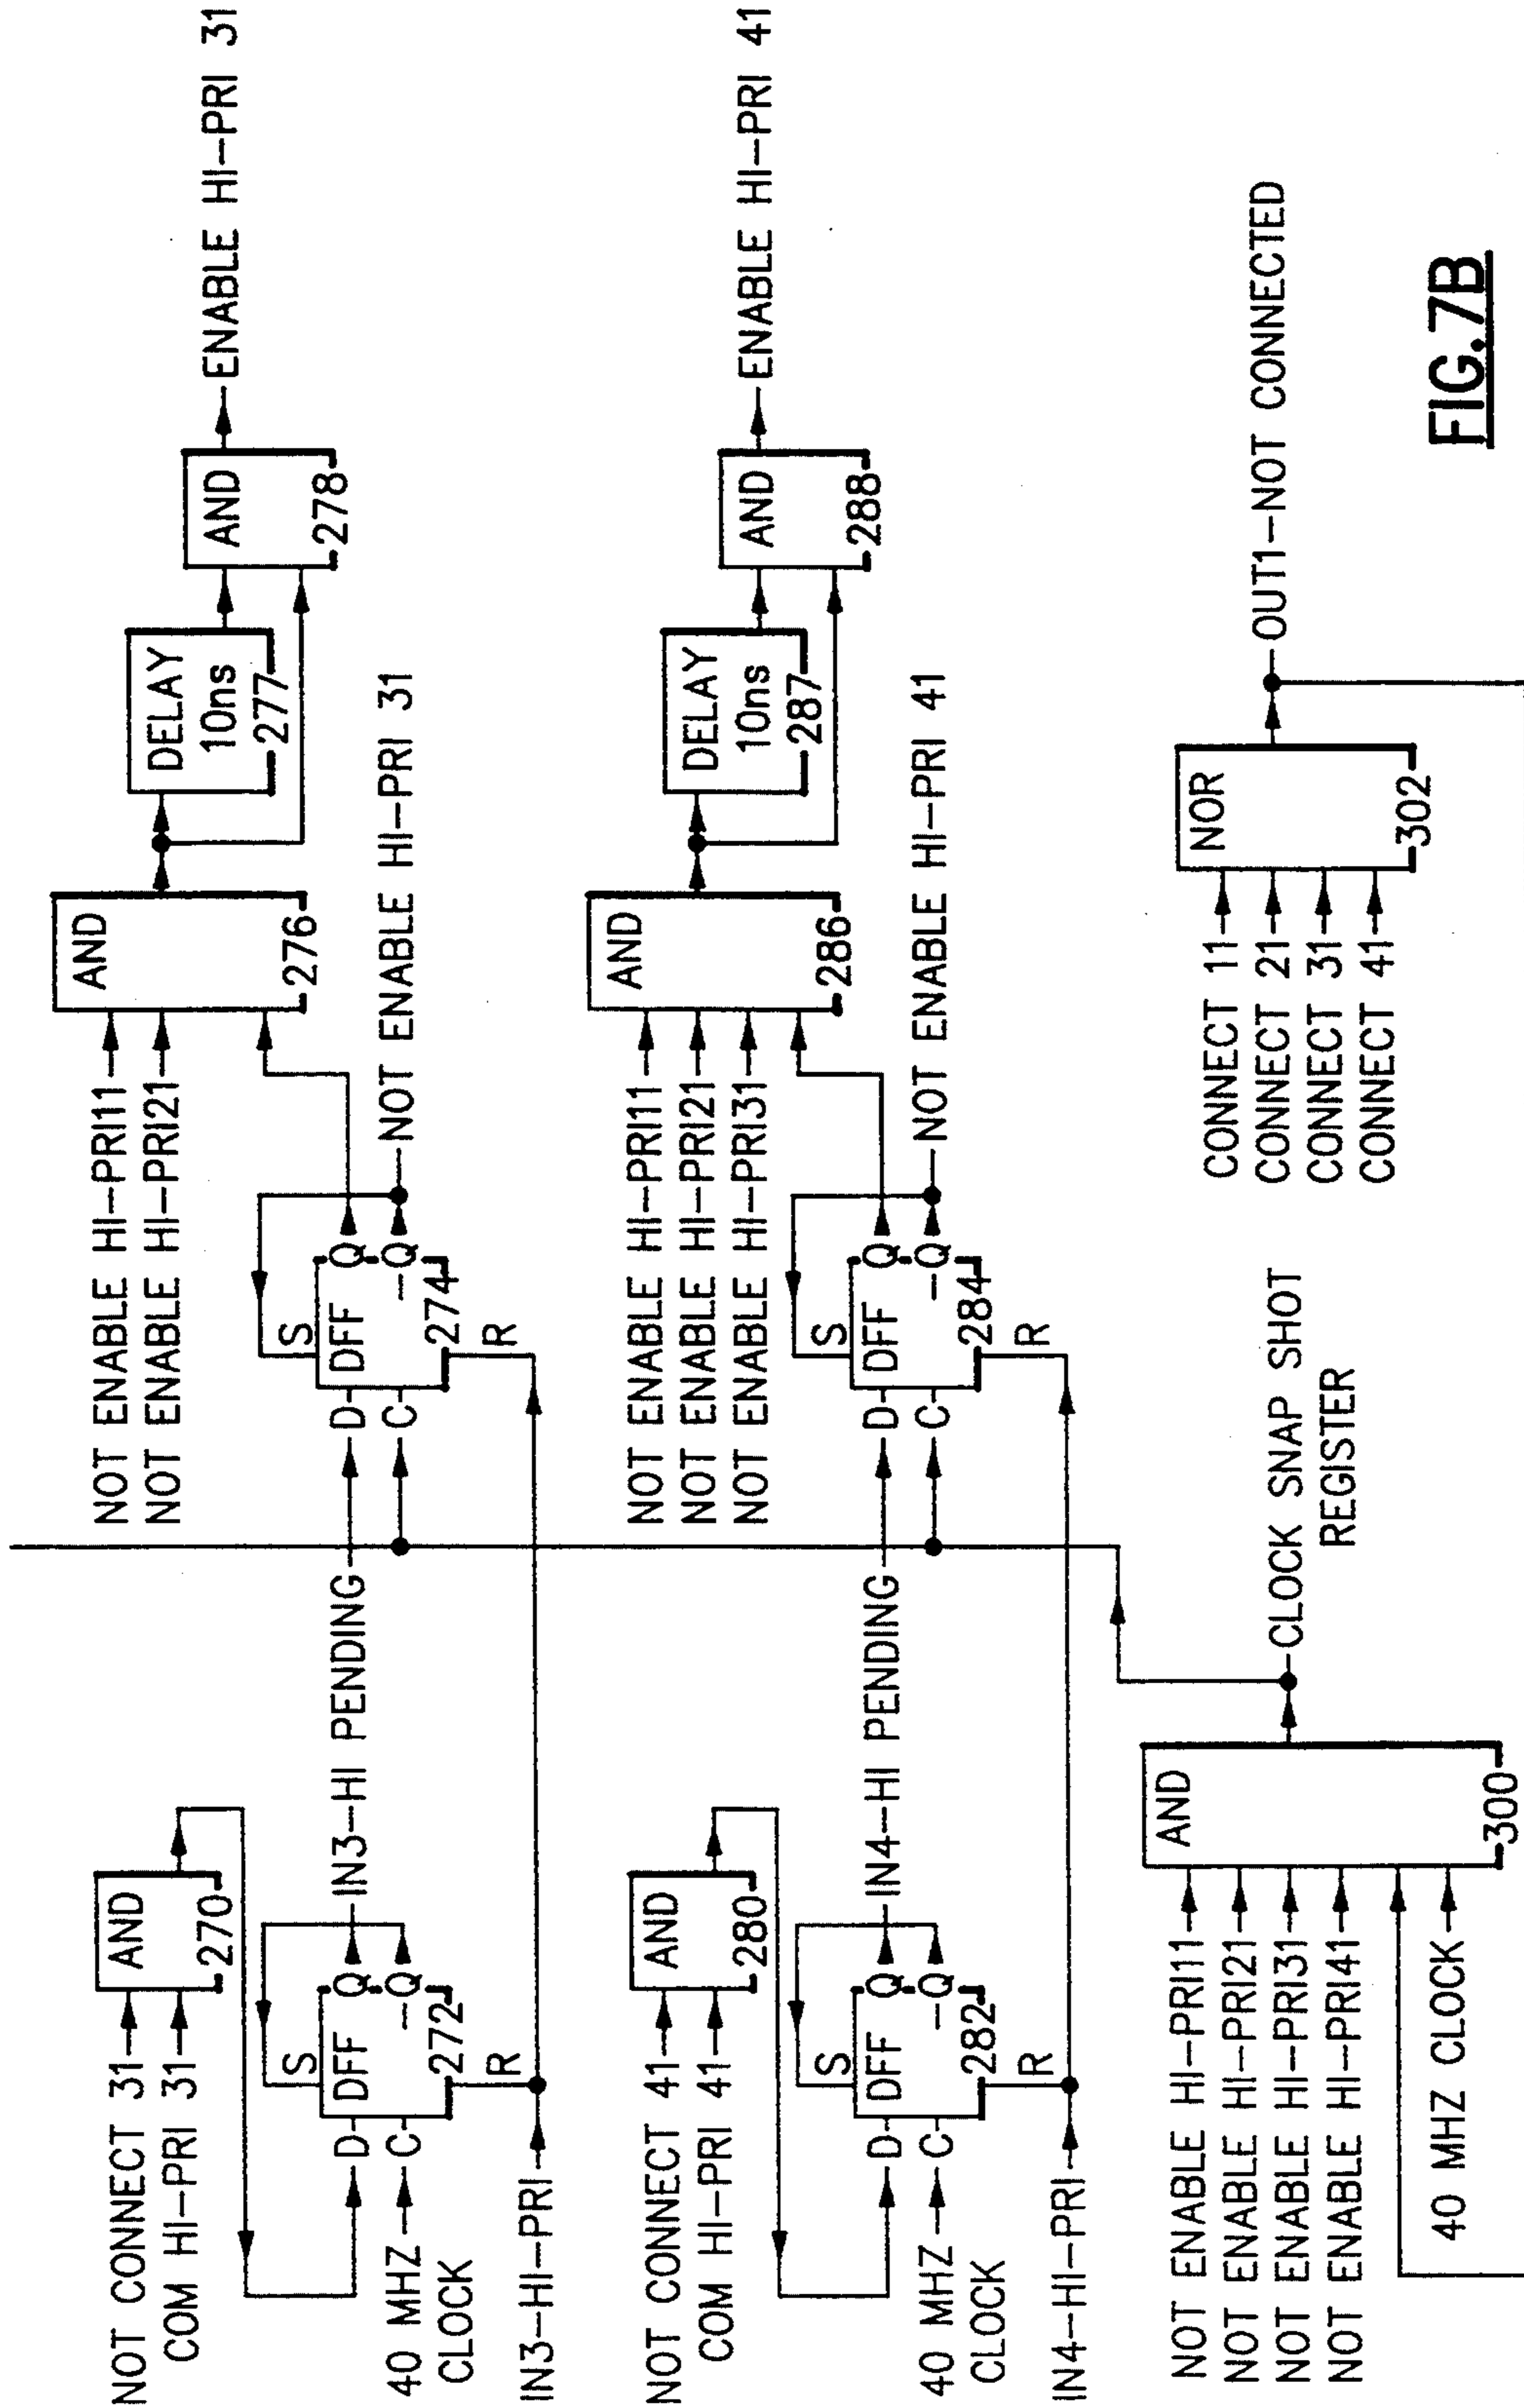 NOT CONNECT 31
COM HI-PRI 31
AND
270
S
D
DFF
Q
C
-Q
272
R
40 MHZ
CLOCK
IN3-HI-PRI
IN3-HI PENDING
NOT ENABLE HI-PRI11
NOT ENABLE HI-PRI21
S
D
DFF
Q
C
-Q
274
R
NOT ENABLE HI-PRI 31
AND
276
DELAY
10ns
277
AND
278
ENABLE HI-PRI 31
NOT CONNECT 41
COM HI-PRI 41
AND
280
S
D
DFF
Q
C
-Q
282
R
40 MHZ
CLOCK
IN4-HI-PRI
IN4-HI PENDING
NOT ENABLE HI-PRI11
NOT ENABLE HI-PRI21
NOT ENABLE HI-PRI31
S
D
DFF
Q
C
-Q
284
R
NOT ENABLE HI-PRI 41
AND
286
DELAY
10ns
287
AND
288
ENABLE HI-PRI 41
NOT ENABLE HI-PRI11
NOT ENABLE HI-PRI21
NOT ENABLE HI-PRI31
NOT ENABLE HI-PRI41
40 MHZ CLOCK
AND
300
CLOCK SNAP SHOT
REGISTER
CONNECT 11
CONNECT 21
CONNECT 31
CONNECT 41
NOR
302
OUT1-NOT CONNECTED
FIG.7B